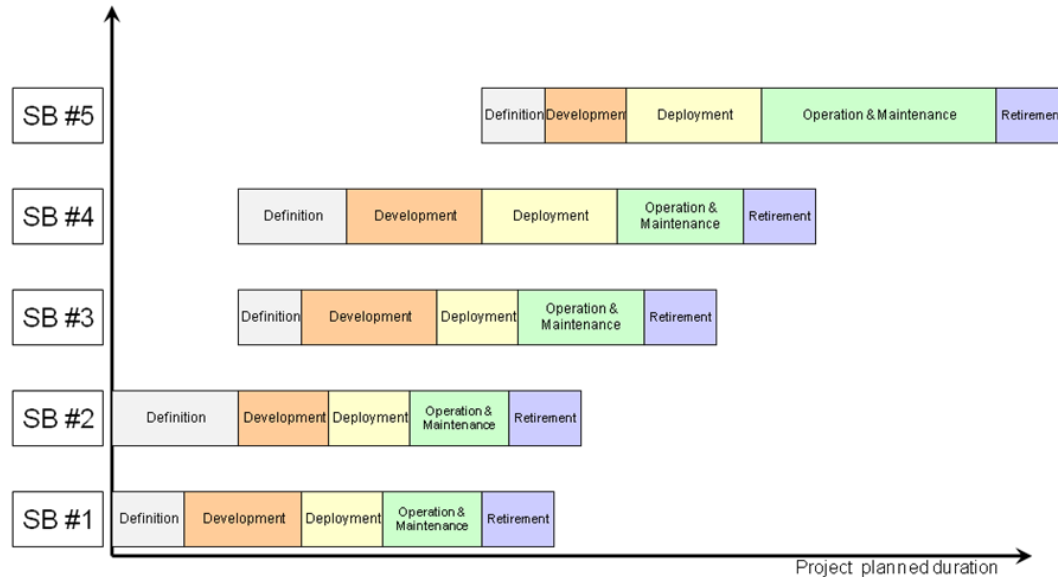 SB #5
Definition
Development
Deployment
Operation & Maintenance
Retirement
SB #4
Definition
Development
Deployment
Operation &
Maintenance
Retirement
SB #3
Definition
Development
Deployment
Operation &
Maintenance
Retirement
SB #2
Definition
Development
Deployment
Operation &
Maintenance
Retirement
SB #1
Definition
Development
Deployment
Operation &
Maintenance
Retirement
Project planned duration